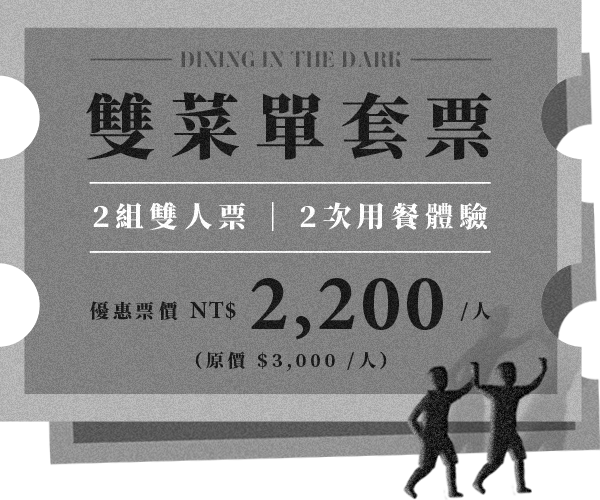 DINING IN THE DARK
雙菜單套票
2組雙人票｜2次用餐體驗
優惠票價 NT$ 2,200 /人
（原價 $3,000 /人）